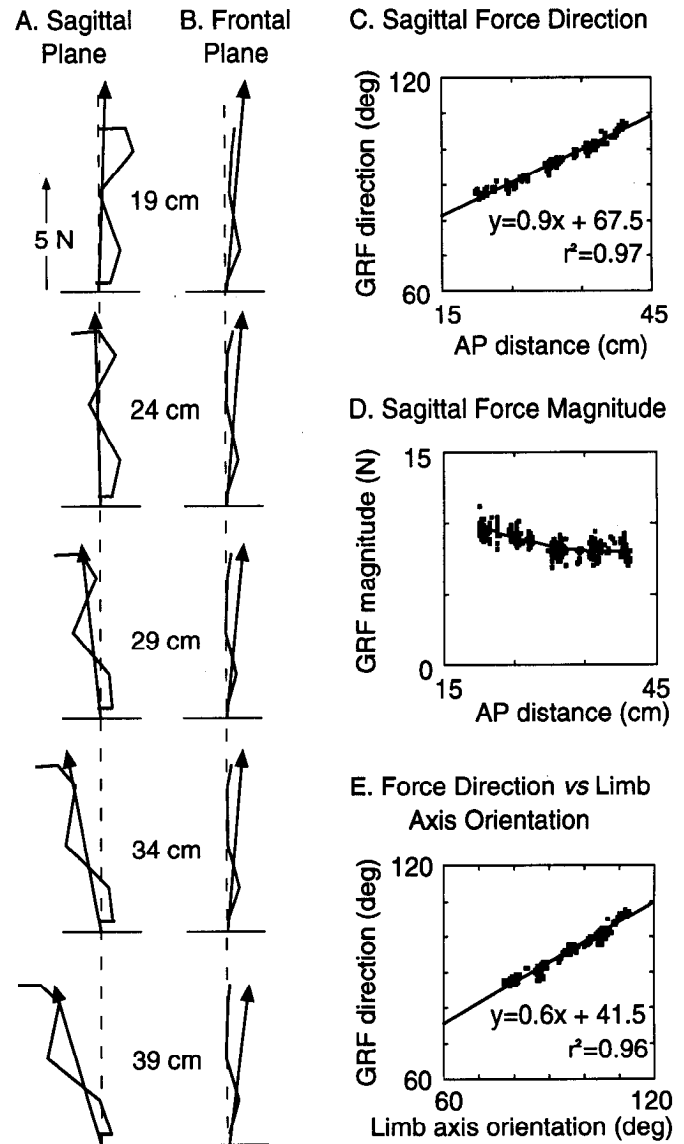 A. Sagittal
Plane
B. Frontal
Plane
5 N
19 cm
24 cm
29 cm
34 cm
39 cm
C. Sagittal Force Direction
GRF direction (deg)
120
60
y=0.9x + 67.5
r²=0.97
15
45
AP distance (cm)
D. Sagittal Force Magnitude
GRF magnitude (N)
15
0
15
45
AP distance (cm)
E. Force Direction vs Limb
Axis Orientation
GRF direction (deg)
120
60
y=0.6x + 41.5
r²=0.96
60
120
Limb axis orientation (deg)